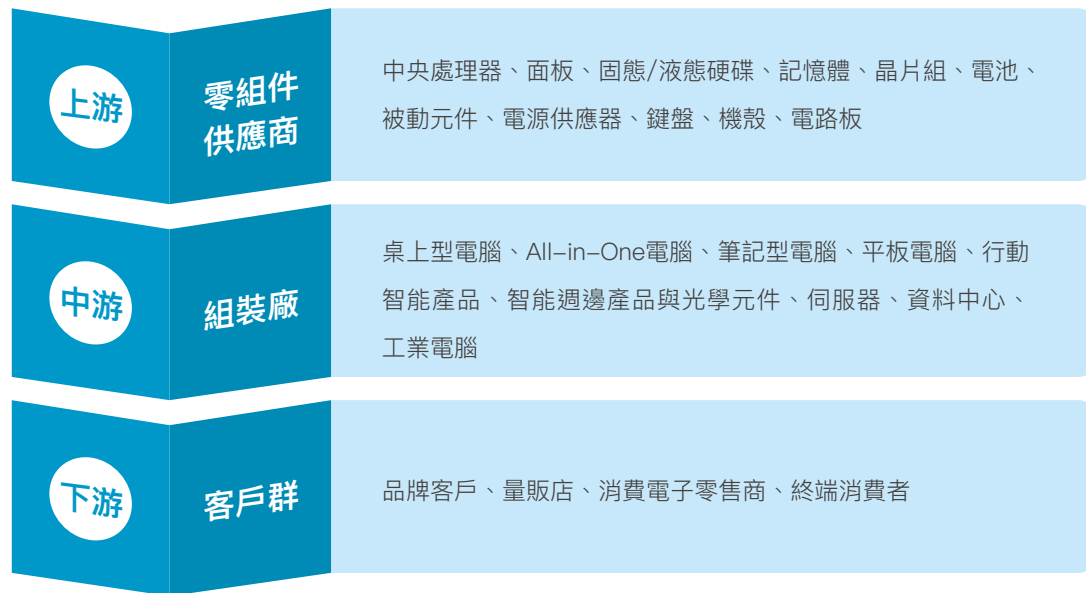 上游
零組件
供應商
中央處理器、面板、固態/液態硬碟、記憶體、晶片組、電池、
被動元件、電源供應器、鍵盤、機殼、電路板
中游
組裝廠
桌上型電腦、All-in-One電腦、筆記型電腦、平板電腦、行動
智能產品、智能週邊產品與光學元件、伺服器、資料中心、
工業電腦
下游
客戶群
品牌客戶、量販店、消費電子零售商、終端消費者